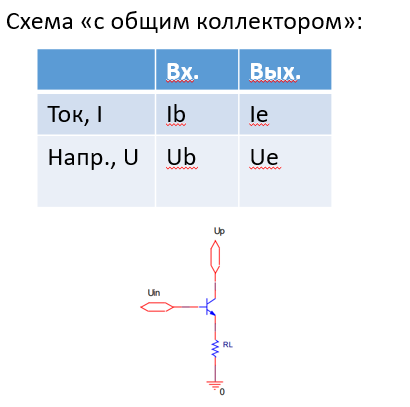 Схема «с общим коллектором»:
Вх. Вых.
Ток, I Ib Ie
Напр., U Ub Ue
Up
Uin
RL
0